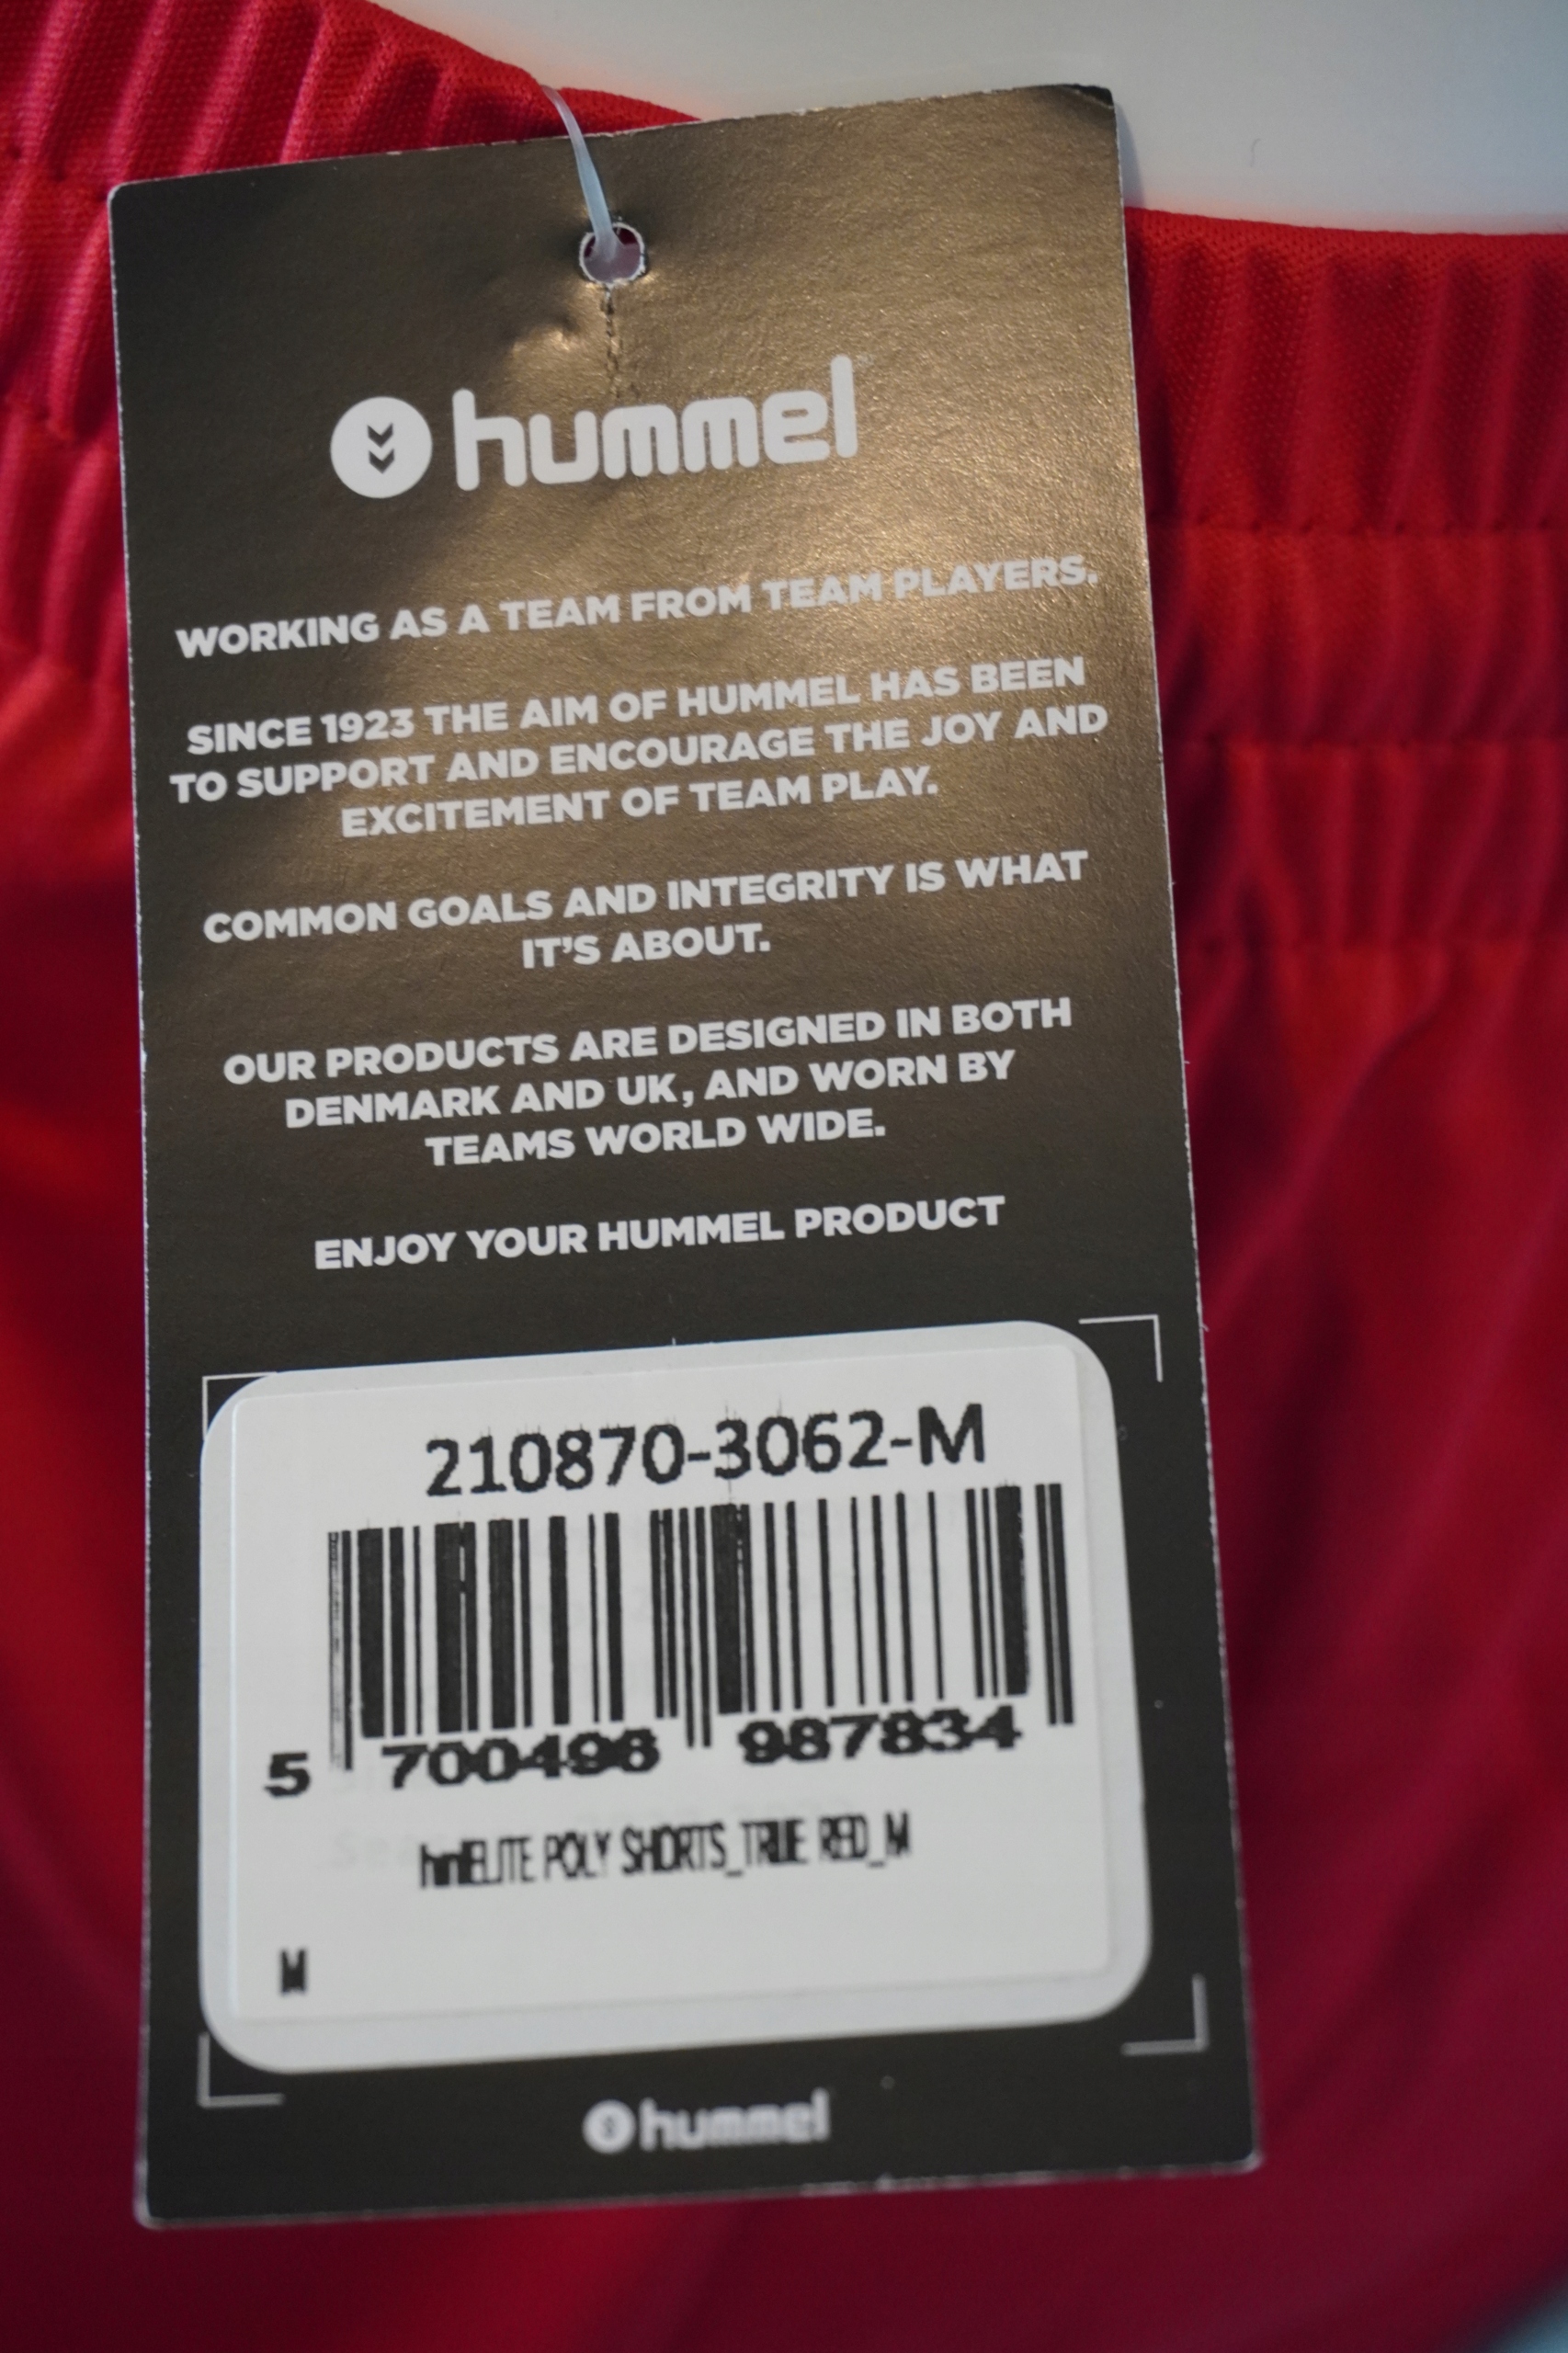 hummel
WORKING AS A TEAM FROM TEAM PLAYERS.
SINCE 1923 THE AIM OF HUMMEL HAS BEEN
TO SUPPORT AND ENCOURAGE THE JOY AND
EXCITEMENT OF TEAM PLAY.
COMMON GOALS AND INTEGRITY IS WHAT
IT'S ABOUT.
OUR PRODUCTS ARE DESIGNED IN BOTH
DENMARK AND UK, AND WORN BY
TEAMS WORLD WIDE.
ENJOY YOUR HUMMEL PRODUCT
210870-3062-M
5 700496 987834
hmlELITE POLY SHORTS_TRUE RED_M
M
hummel